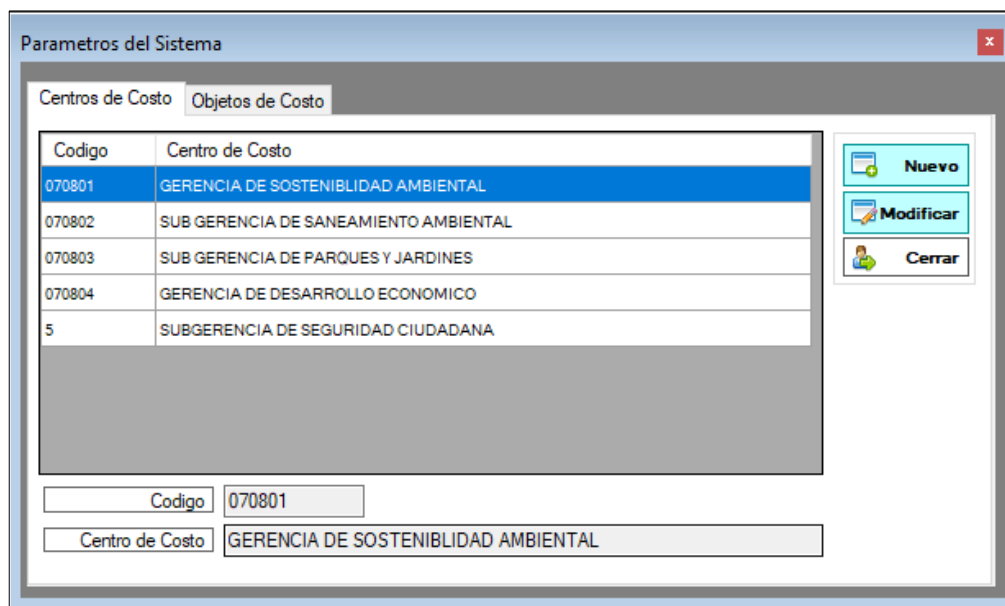 Parametros del Sistema
x
Centros de Costo Objetos de Costo
Codigo Centro de Costo
070801 GERENCIA DE SOSTENIBLIDAD AMBIENTAL
070802 SUB GERENCIA DE SANEAMIENTO AMBIENTAL
070803 SUB GERENCIA DE PARQUES Y JARDINES
070804 GERENCIA DE DESARROLLO ECONOMICO
5 SUBGERENCIA DE SEGURIDAD CIUDADANA
Nuevo
Modificar
Cerrar
Codigo 070801
Centro de Costo GERENCIA DE SOSTENIBLIDAD AMBIENTAL